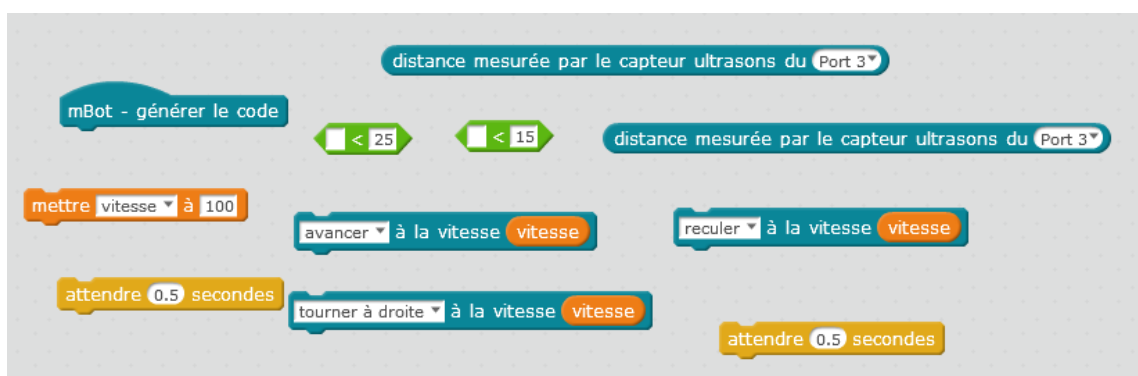 distance mesurée par le capteur ultrasons du Port 3
mBot - générer le code
< 25
< 15
distance mesurée par le capteur ultrasons du Port 3
mettre vitesse à 100
avancer à la vitesse vitesse
reculer à la vitesse vitesse
attendre 0.5 secondes
tourner à droite à la vitesse vitesse
attendre 0.5 secondes